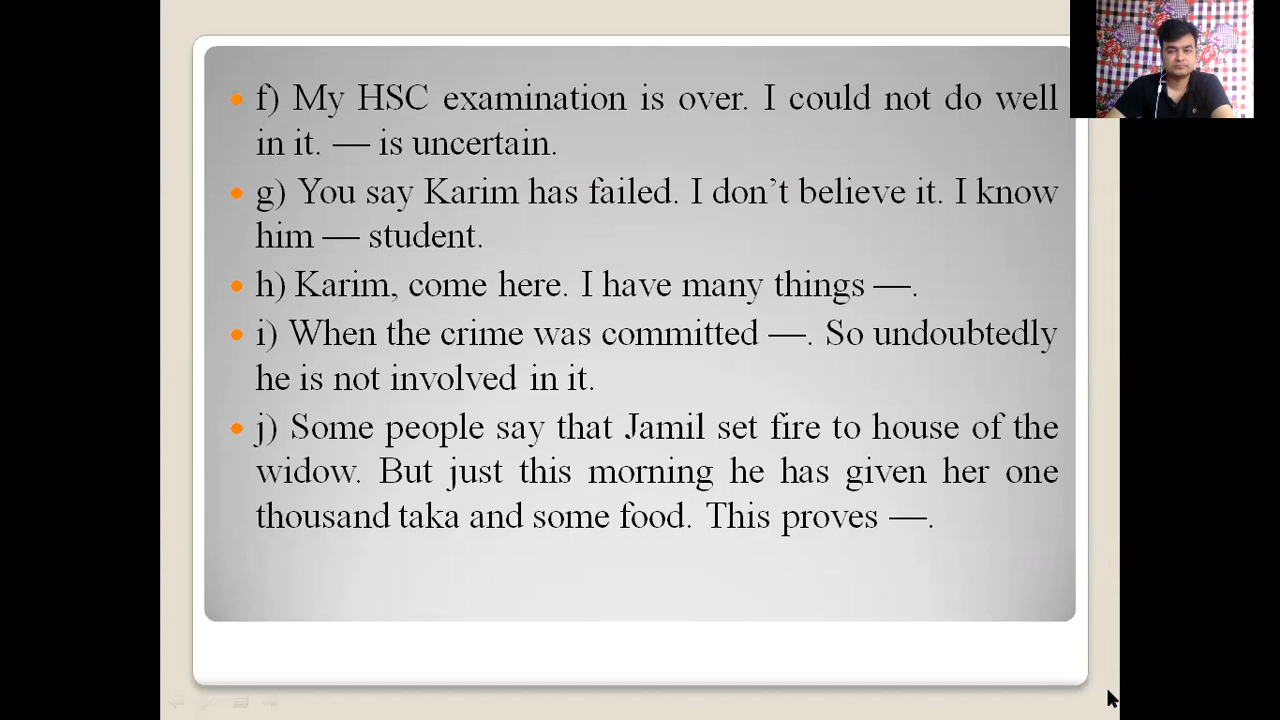 f) My HSC examination is over. I could not do well
in it. — is uncertain.
g) You say Karim has failed. I don’t believe it. I know
him — student.
h) Karim, come here. I have many things —.
i) When the crime was committed —. So undoubtedly
he is not involved in it.
j) Some people say that Jamil set fire to house of the
widow. But just this morning he has given her one
thousand taka and some food. This proves —.